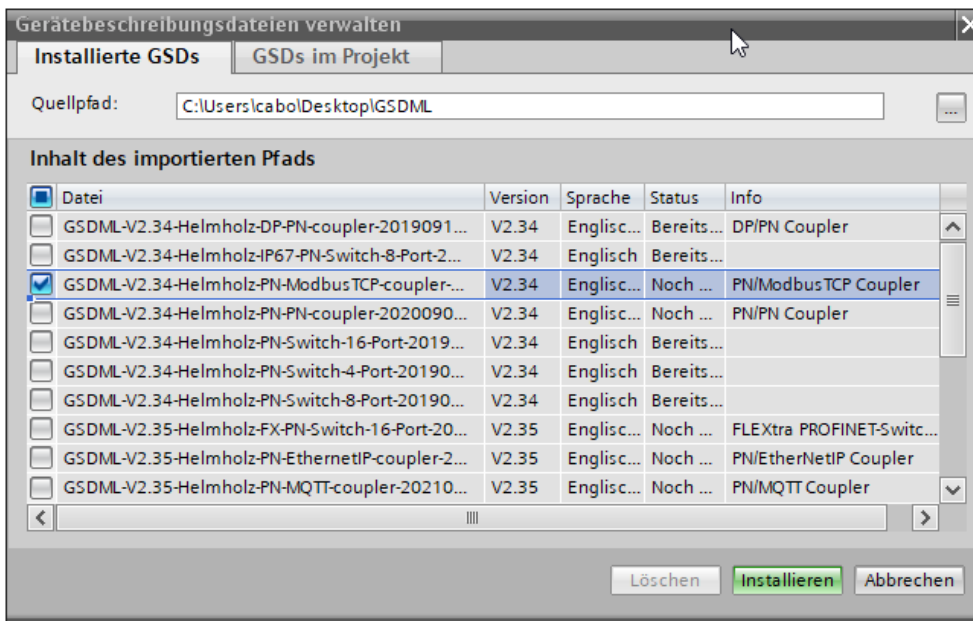 Gerätebeschreibungsdateien verwalten
Installierte GSDs GSDs im Projekt
Quellpfad: C:\Users\cabo\Desktop\GSDML ...
Inhalt des importierten Pfads
Datei Version Sprache Status Info
GSDML-V2.34-Helmholz-DP-PN-coupler-2019091... V2.34 Englisc... Bereits... DP/PN Coupler
GSDML-V2.34-Helmholz-IP67-PN-Switch-8-Port-2... V2.34 Englisch Bereits...
GSDML-V2.34-Helmholz-PN-ModbusTCP-coupler-... V2.34 Englisc... Noch ... PN/ModbusTCP Coupler
GSDML-V2.34-Helmholz-PN-PN-coupler-2020090... V2.34 Englisc... Noch ... PN/PN Coupler
GSDML-V2.34-Helmholz-PN-Switch-16-Port-2019... V2.34 Englisch Bereits...
GSDML-V2.34-Helmholz-PN-Switch-4-Port-20190... V2.34 Englisch Bereits...
GSDML-V2.34-Helmholz-PN-Switch-8-Port-20190... V2.34 Englisch Bereits...
GSDML-V2.35-Helmholz-FX-PN-Switch-16-Port-20... V2.35 Englisc... Noch ... FLEXtra PROFINET-Switc...
GSDML-V2.35-Helmholz-PN-EthernetIP-coupler-2... V2.35 Englisc... Noch ... PN/EtherNetIP Coupler
GSDML-V2.35-Helmholz-PN-MQTT-coupler-20210... V2.35 Englisc... Noch ... PN/MQTT Coupler
Löschen Installieren Abbrechen